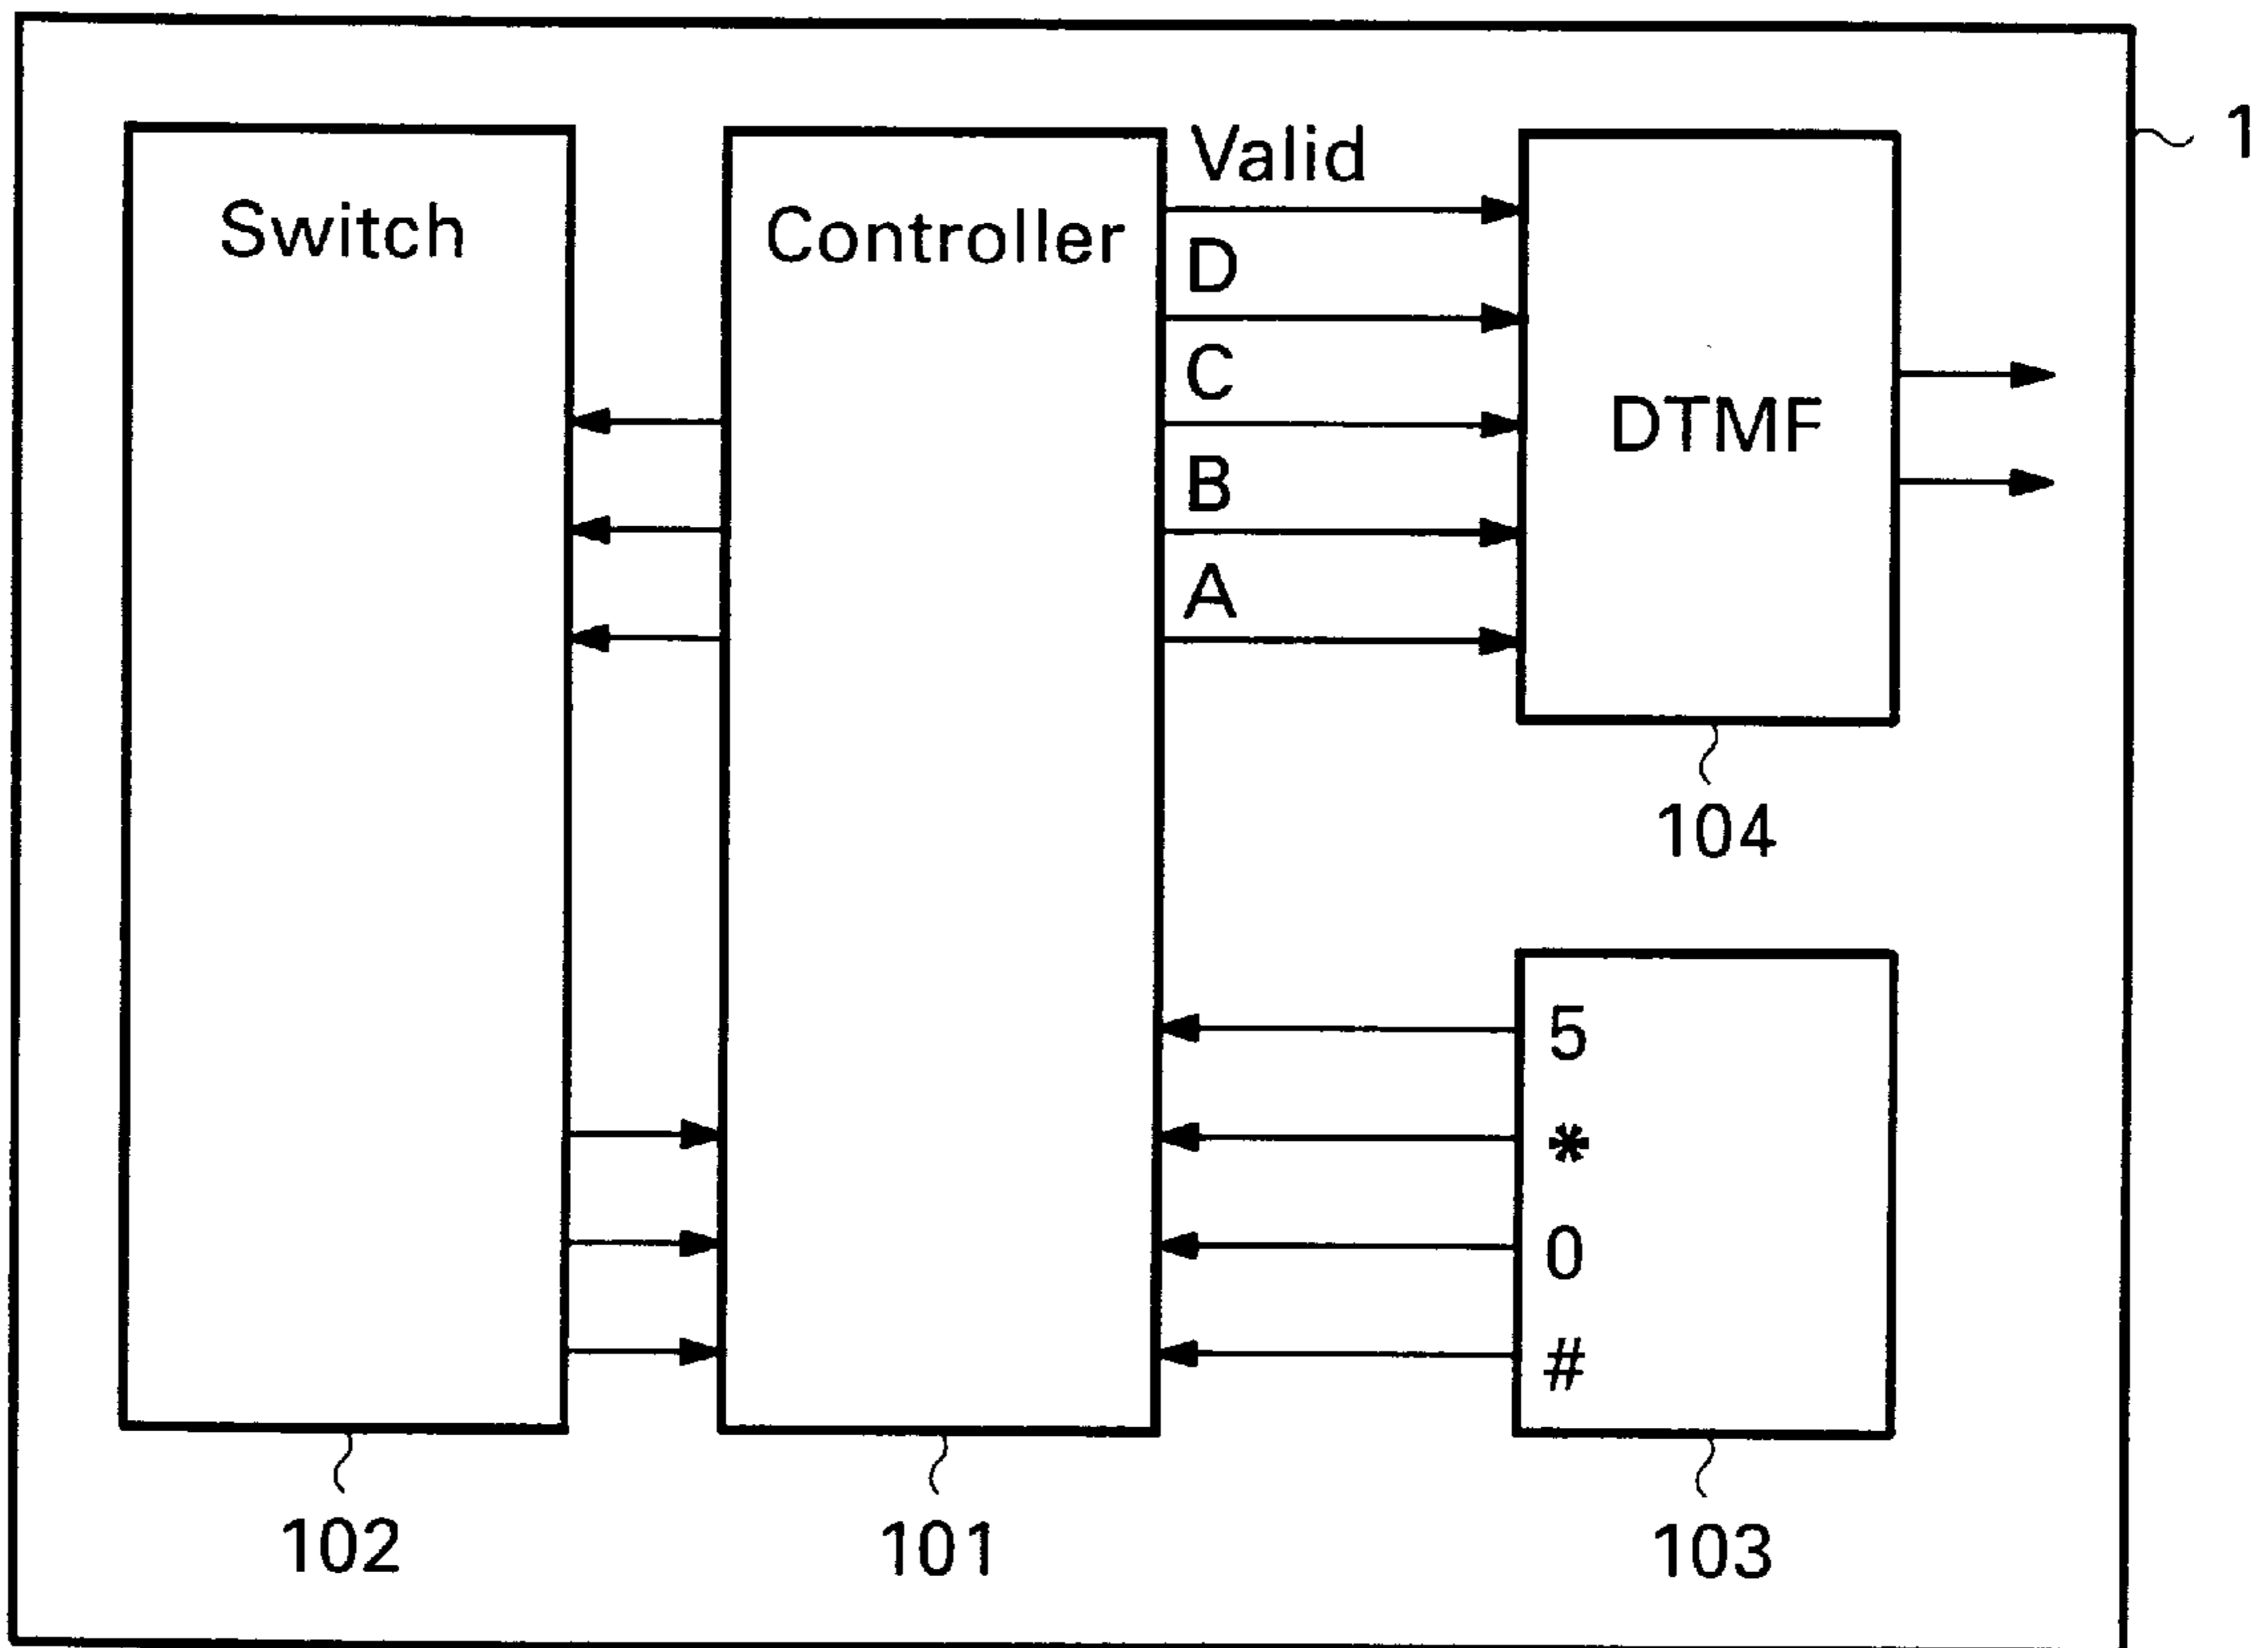 1
Switch
Controller
Valid
D
C
B
A
DTMF
104
5
*
0
#
102
101
103